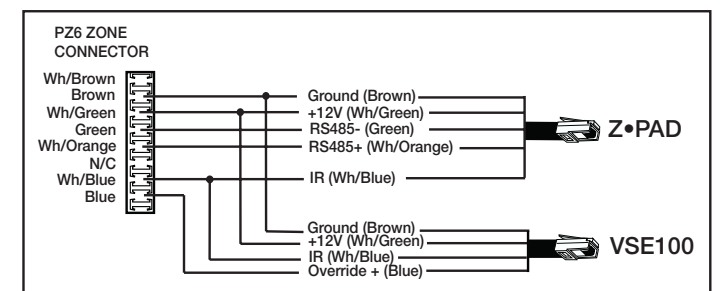 PZ6 ZONE
CONNECTOR
Wh/Brown
Brown
Wh/Green
Green
Wh/Orange
N/C
Wh/Blue
Blue
Ground (Brown)
+12V (Wh/Green)
RS485- (Green)
RS485+ (Wh/Orange)
IR (Wh/Blue)
Z•PAD
Ground (Brown)
+12V (Wh/Green)
IR (Wh/Blue)
Override + (Blue)
VSE100